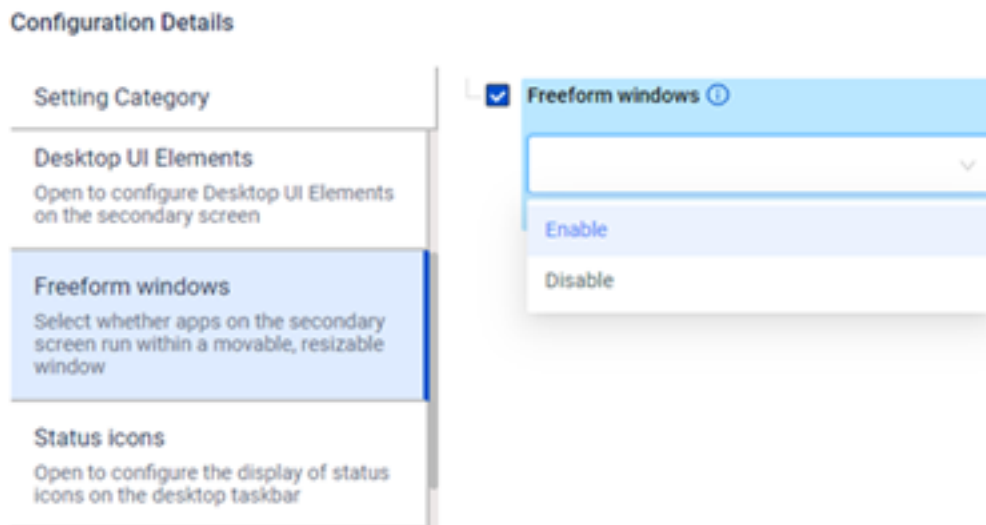 Configuration Details
Setting Category
Desktop UI Elements
Open to configure Desktop UI Elements
on the secondary screen
Freeform windows
Select whether apps on the secondary
screen run within a movable, resizable
window
Status icons
Open to configure the display of status
icons on the desktop taskbar
Freeform windows
Enable
Disable